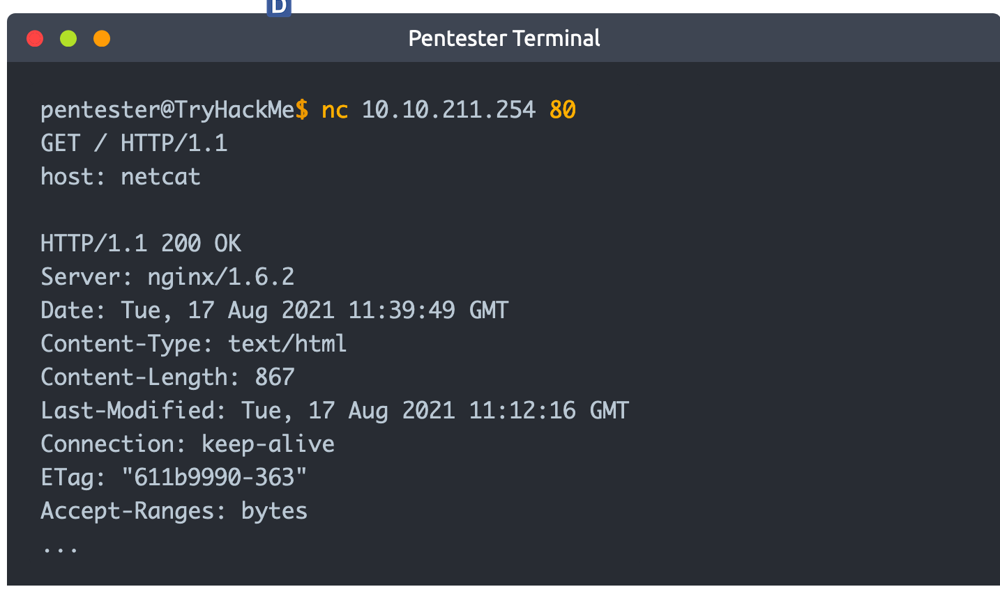 D
Pentester Terminal
pentester@TryHackMe$ nc 10.10.211.254 80
GET / HTTP/1.1
host: netcat
HTTP/1.1 200 OK
Server: nginx/1.6.2
Date: Tue, 17 Aug 2021 11:39:49 GMT
Content-Type: text/html
Content-Length: 867
Last-Modified: Tue, 17 Aug 2021 11:12:16 GMT
Connection: keep-alive
ETag: "611b9990-363"
Accept-Ranges: bytes
...